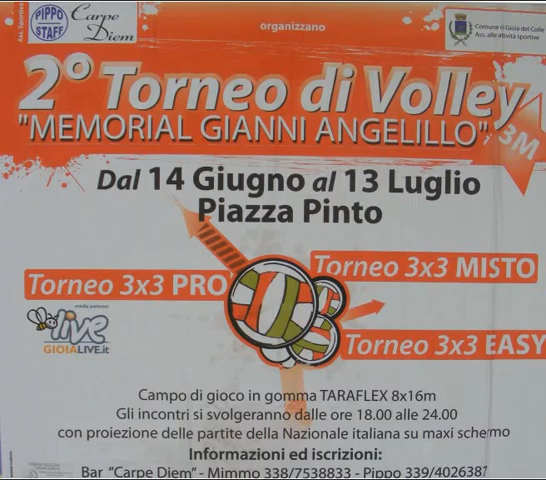 Ass. Sportiva
PIPPO STAFF
Carpe Diem
organizzano
Comune di Gioia del Colle
Ass. alle attività sportive
2° Torneo di Volley
"MEMORIAL GIANNI ANGELILLO"
3M
Dal 14 Giugno al 13 Luglio
Piazza Pinto
Torneo 3x3 PRO
Torneo 3x3 MISTO
media partners
live
GIOIALIVE.it
Torneo 3x3 EASY
Campo di gioco in gomma TARAFLEX 8x16m
Gli incontri si svolgeranno dalle ore 18.00 alle 24.00
con proiezione delle partite della Nazionale italiana su maxi schermo
Informazioni ed iscrizioni:
Bar "Carpe Diem" - Mimmo 338/7538833 - Pippo 339/4026387